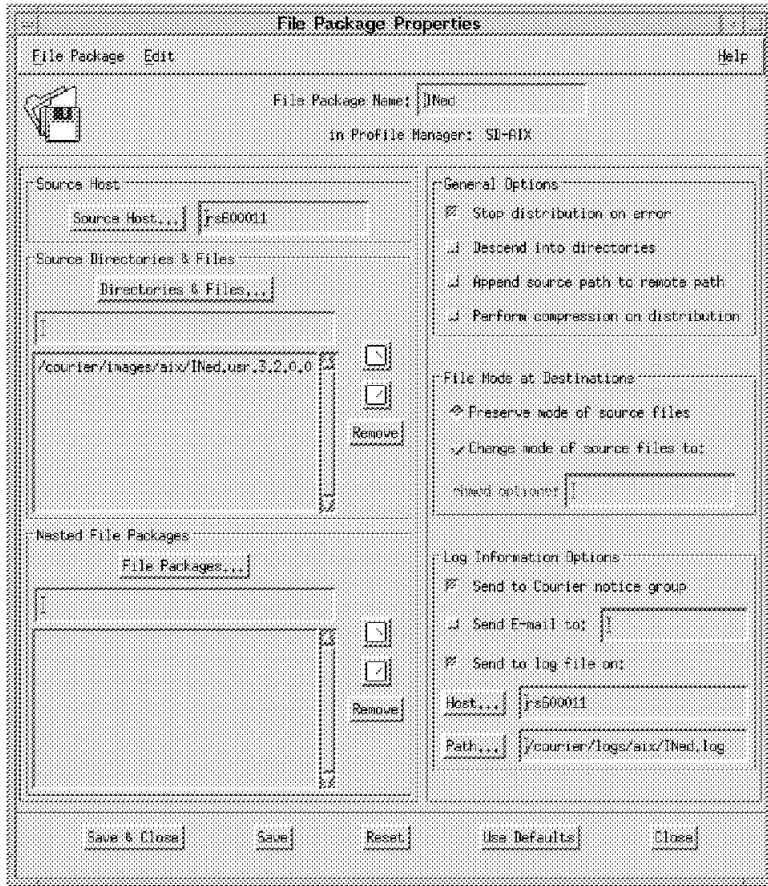 File Package Properties
File Package Edit Help
File Package Name: INed
in Profile Manager: SD-AIX
Source Host
Source Host... rs600011
Source Directories & Files
Directories & Files...
/courier/images/aix/INed.usr.3.2.0.0
Remove
Nested File Packages
File Packages...
Remove
General Options
Stop distribution on error
Descend into directories
Append source path to remote path
Perform compression on distribution
File Mode at Destinations
Preserve mode of source files
Change mode of source files to:
chmod options:
Log Information Options
Send to Courier notice group
Send E-mail to:
Send to log file on:
Host... rs600011
Path... /courier/logs/aix/INed.log
Save & Close Save Reset Use Defaults Close